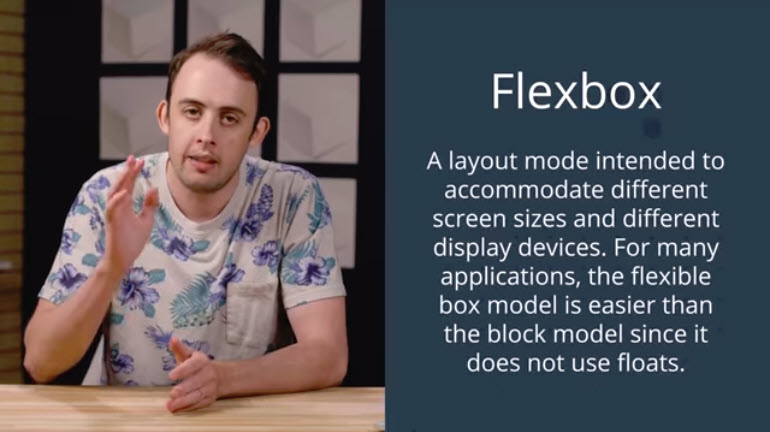 Flexbox
A layout mode intended to
accommodate different
screen sizes and different
display devices. For many
applications, the flexible
box model is easier than
the block model since it
does not use floats.